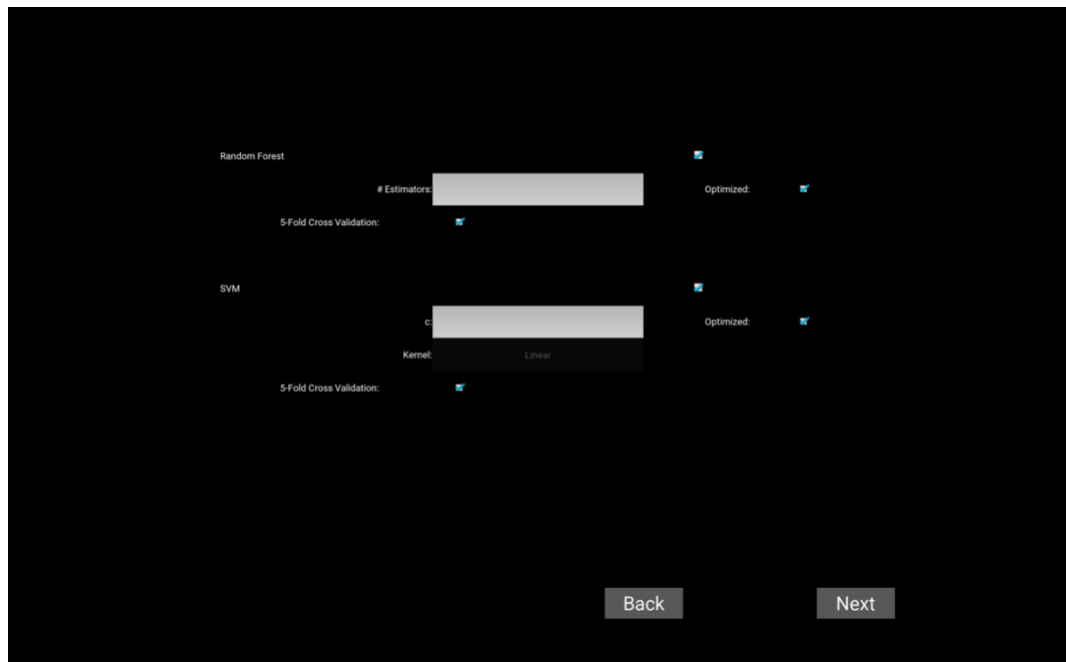 Random Forest
# Estimators: Optimized:
5-Fold Cross Validation:
SVM
c: Optimized:
Kernel: Linear
5-Fold Cross Validation:
Back Next